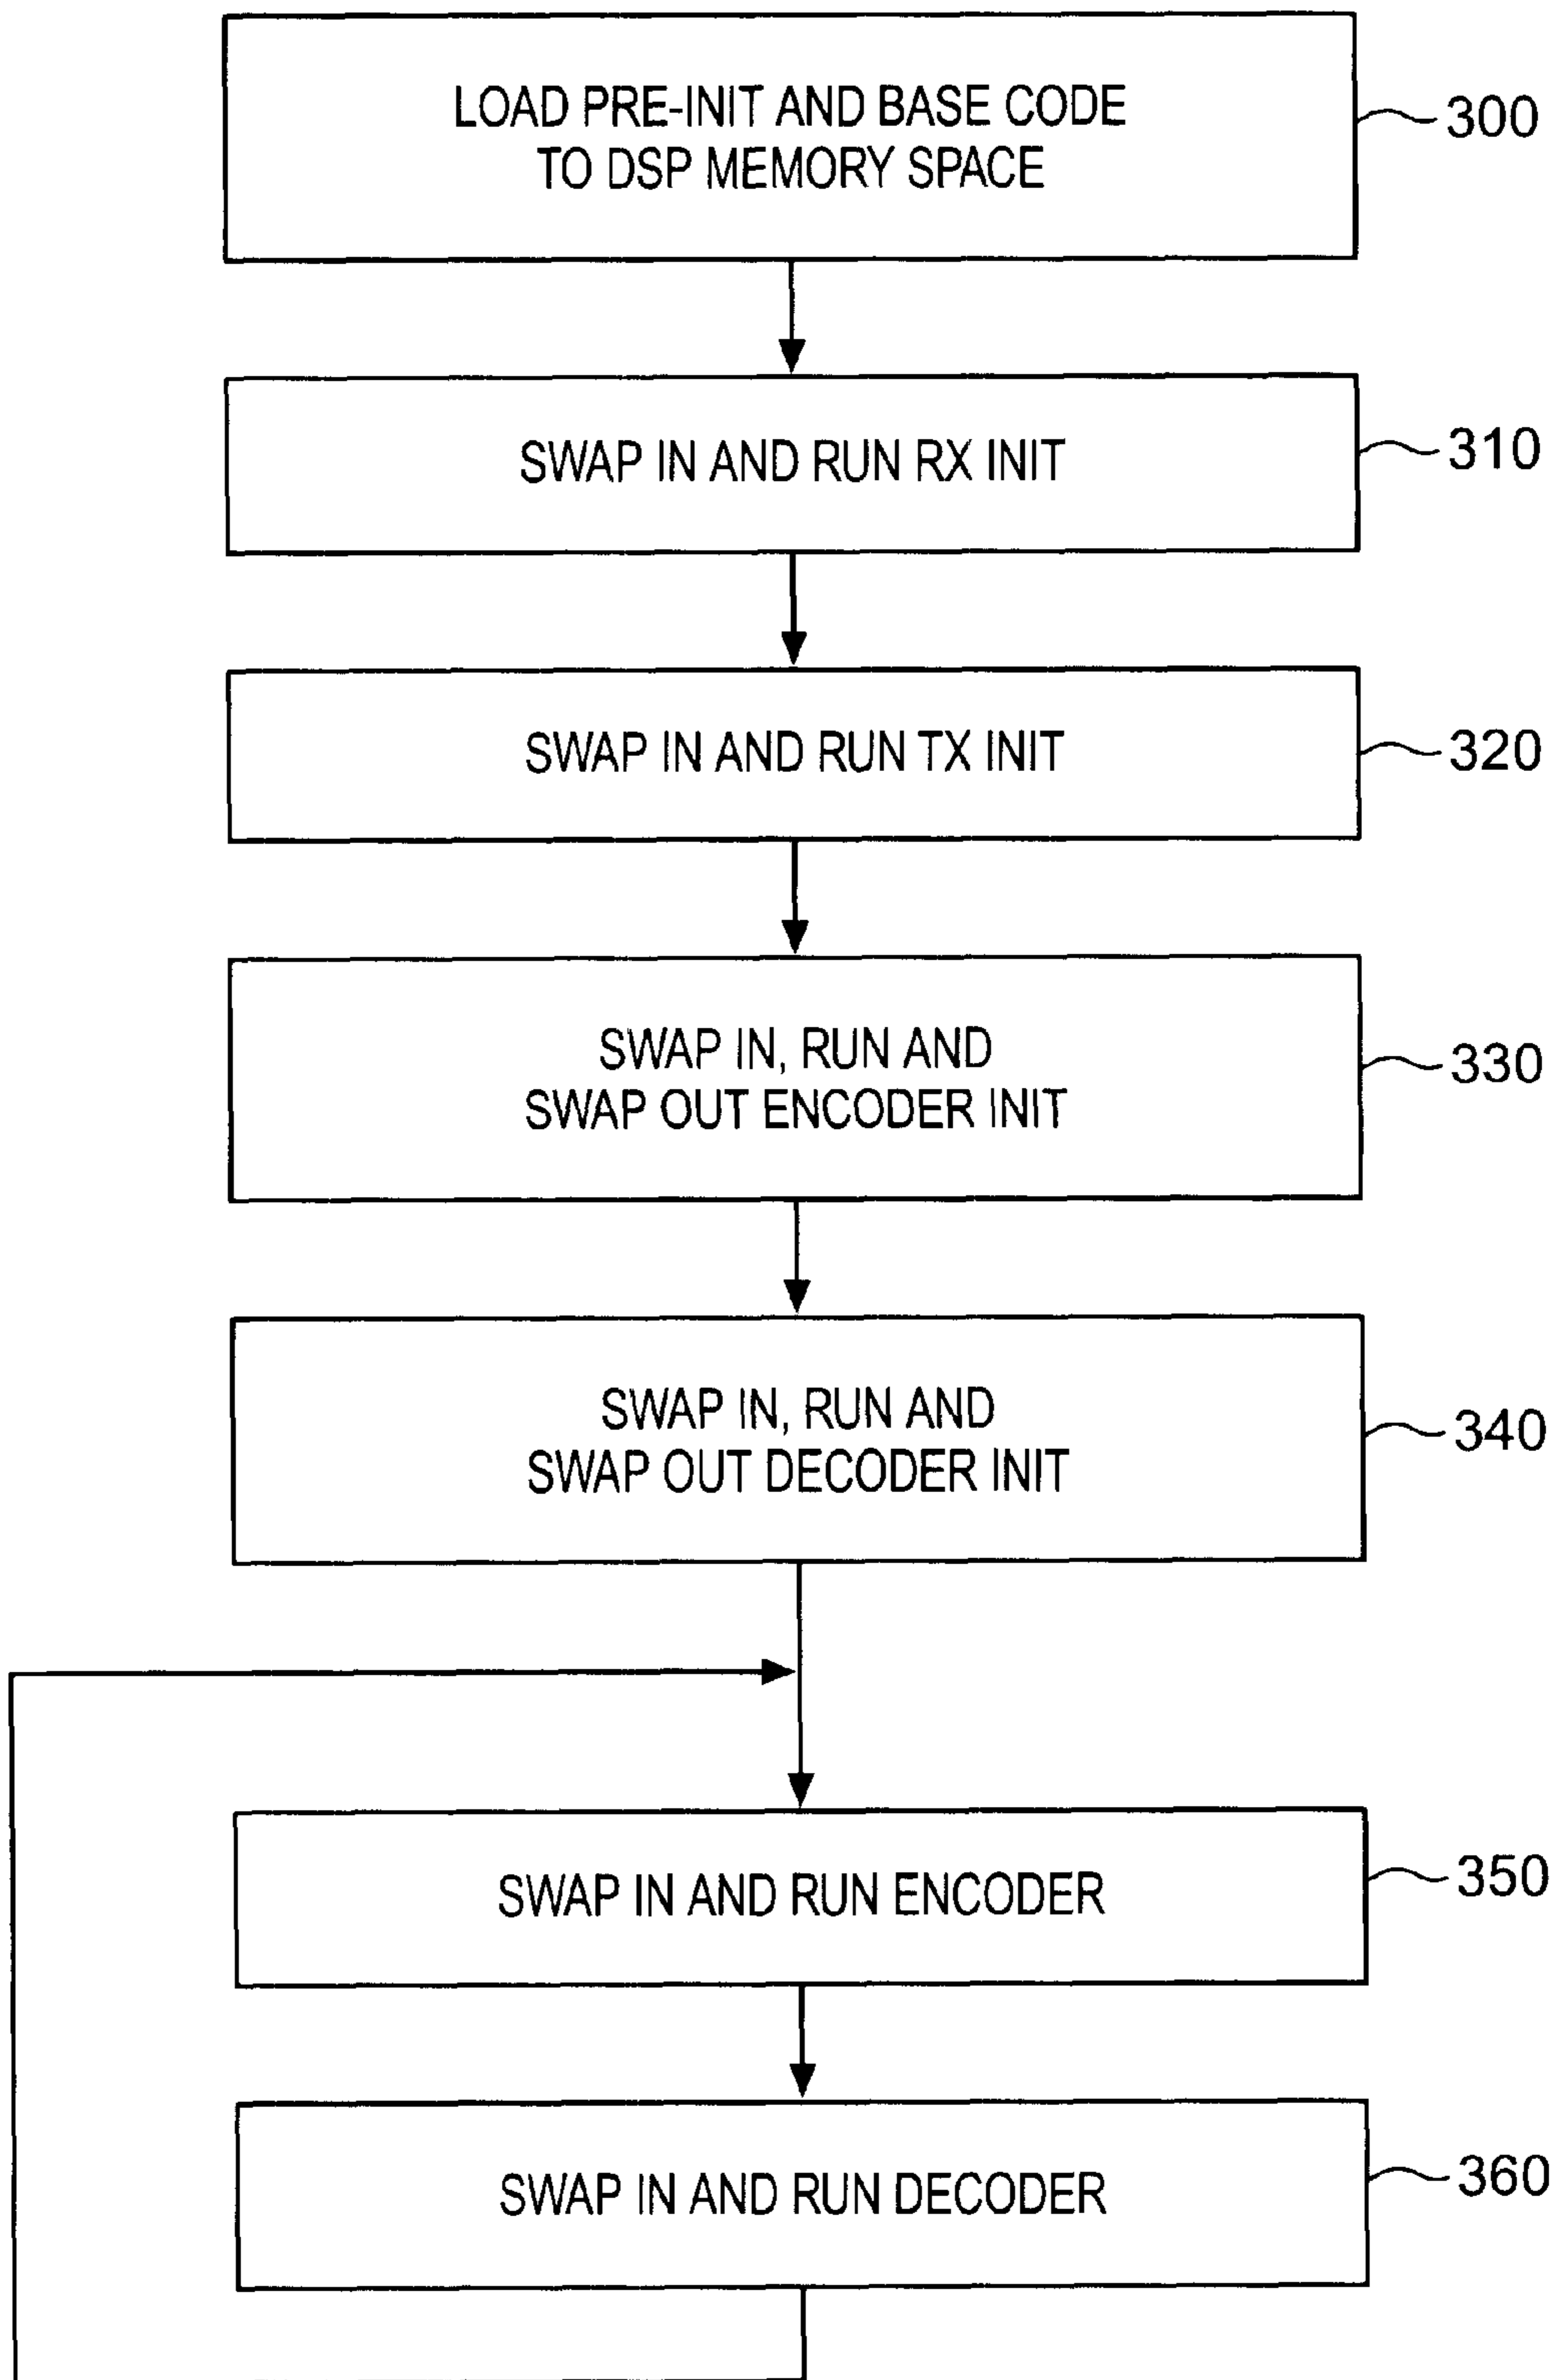 LOAD PRE-INIT AND BASE CODE
TO DSP MEMORY SPACE
300
SWAP IN AND RUN RX INIT
310
SWAP IN AND RUN TX INIT
320
SWAP IN, RUN AND
SWAP OUT ENCODER INIT
330
SWAP IN, RUN AND
SWAP OUT DECODER INIT
340
SWAP IN AND RUN ENCODER
350
SWAP IN AND RUN DECODER
360